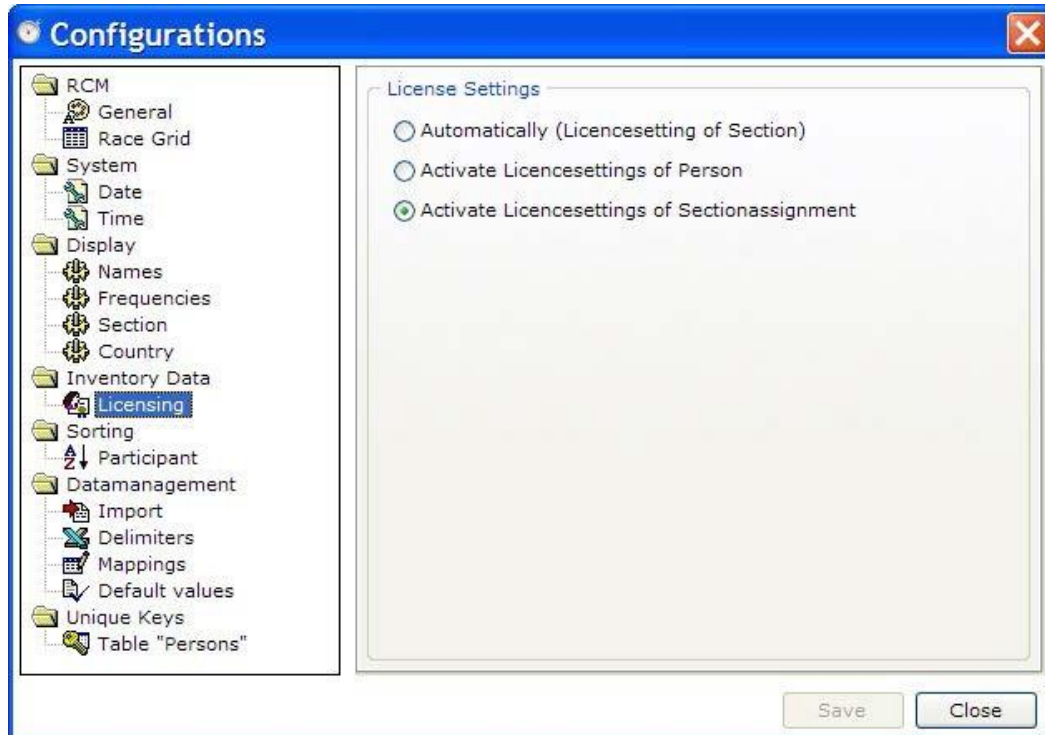 Configurations
RCM
General
Race Grid
System
Date
Time
Display
Names
Frequencies
Section
Country
Inventory Data
Licensing
Sorting
Participant
Datamanagement
Import
Delimiters
Mappings
Default values
Unique Keys
Table "Persons"
License Settings
Automatically (Licencesetting of Section)
Activate Licencesettings of Person
Activate Licencesettings of Sectionassignment
Save
Close